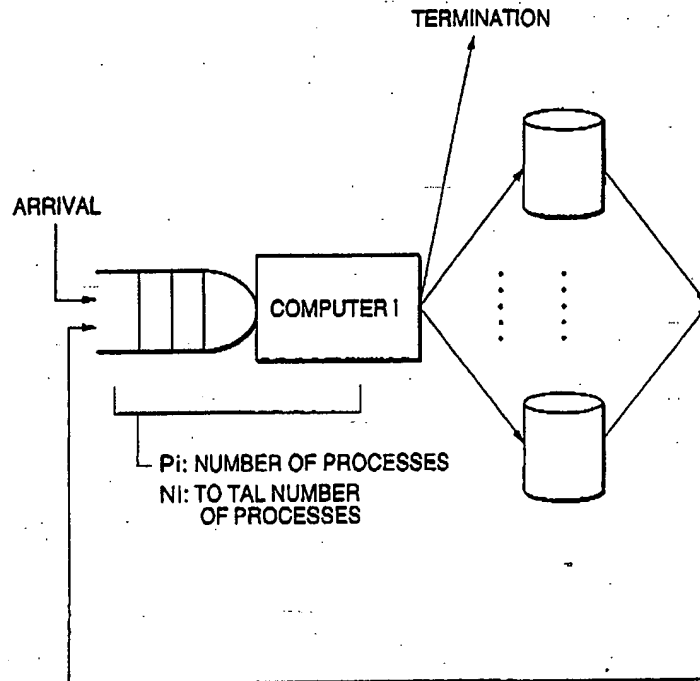 TERMINATION
ARRIVAL
COMPUTER i
Pi: NUMBER OF PROCESSES
Ni: TO TAL NUMBER
OF PROCESSES